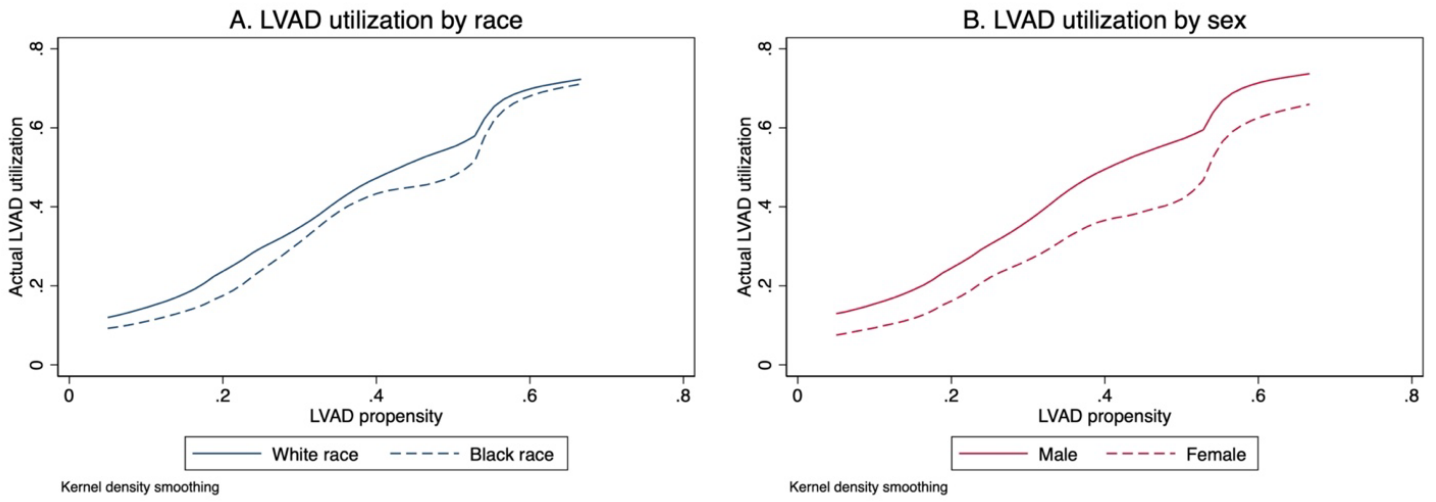 A. LVAD utilization by race
Actual LVAD utilization
.8
.6
.4
.2
0
0 .2 .4 .6 .8
LVAD propensity
White race Black race
Kernel density smoothing
B. LVAD utilization by sex
Actual LVAD utilization
.8
.6
.4
.2
0
0 .2 .4 .6 .8
LVAD propensity
Male Female
Kernel density smoothing